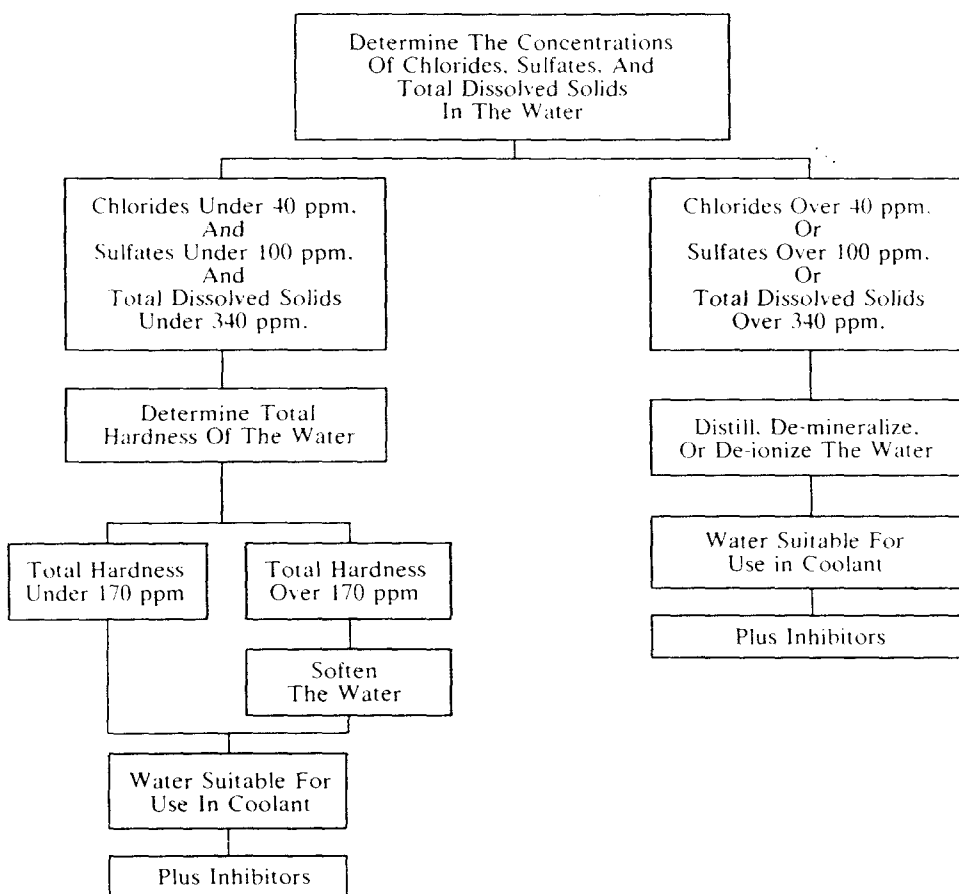 Determine The Concentrations
Of Chlorides, Sulfates, And
Total Dissolved Solids
In The Water
Chlorides Under 40 ppm.
And
Sulfates Under 100 ppm.
And
Total Dissolved Solids
Under 340 ppm.
Chlorides Over 40 ppm.
Or
Sulfates Over 100 ppm.
Or
Total Dissolved Solids
Over 340 ppm.
Determine Total
Hardness Of The Water
Distill, De-mineralize,
Or De-ionize The Water
Total Hardness
Under 170 ppm
Total Hardness
Over 170 ppm
Water Suitable For
Use in Coolant
Plus Inhibitors
Soften
The Water
Water Suitable For
Use In Coolant
Plus Inhibitors